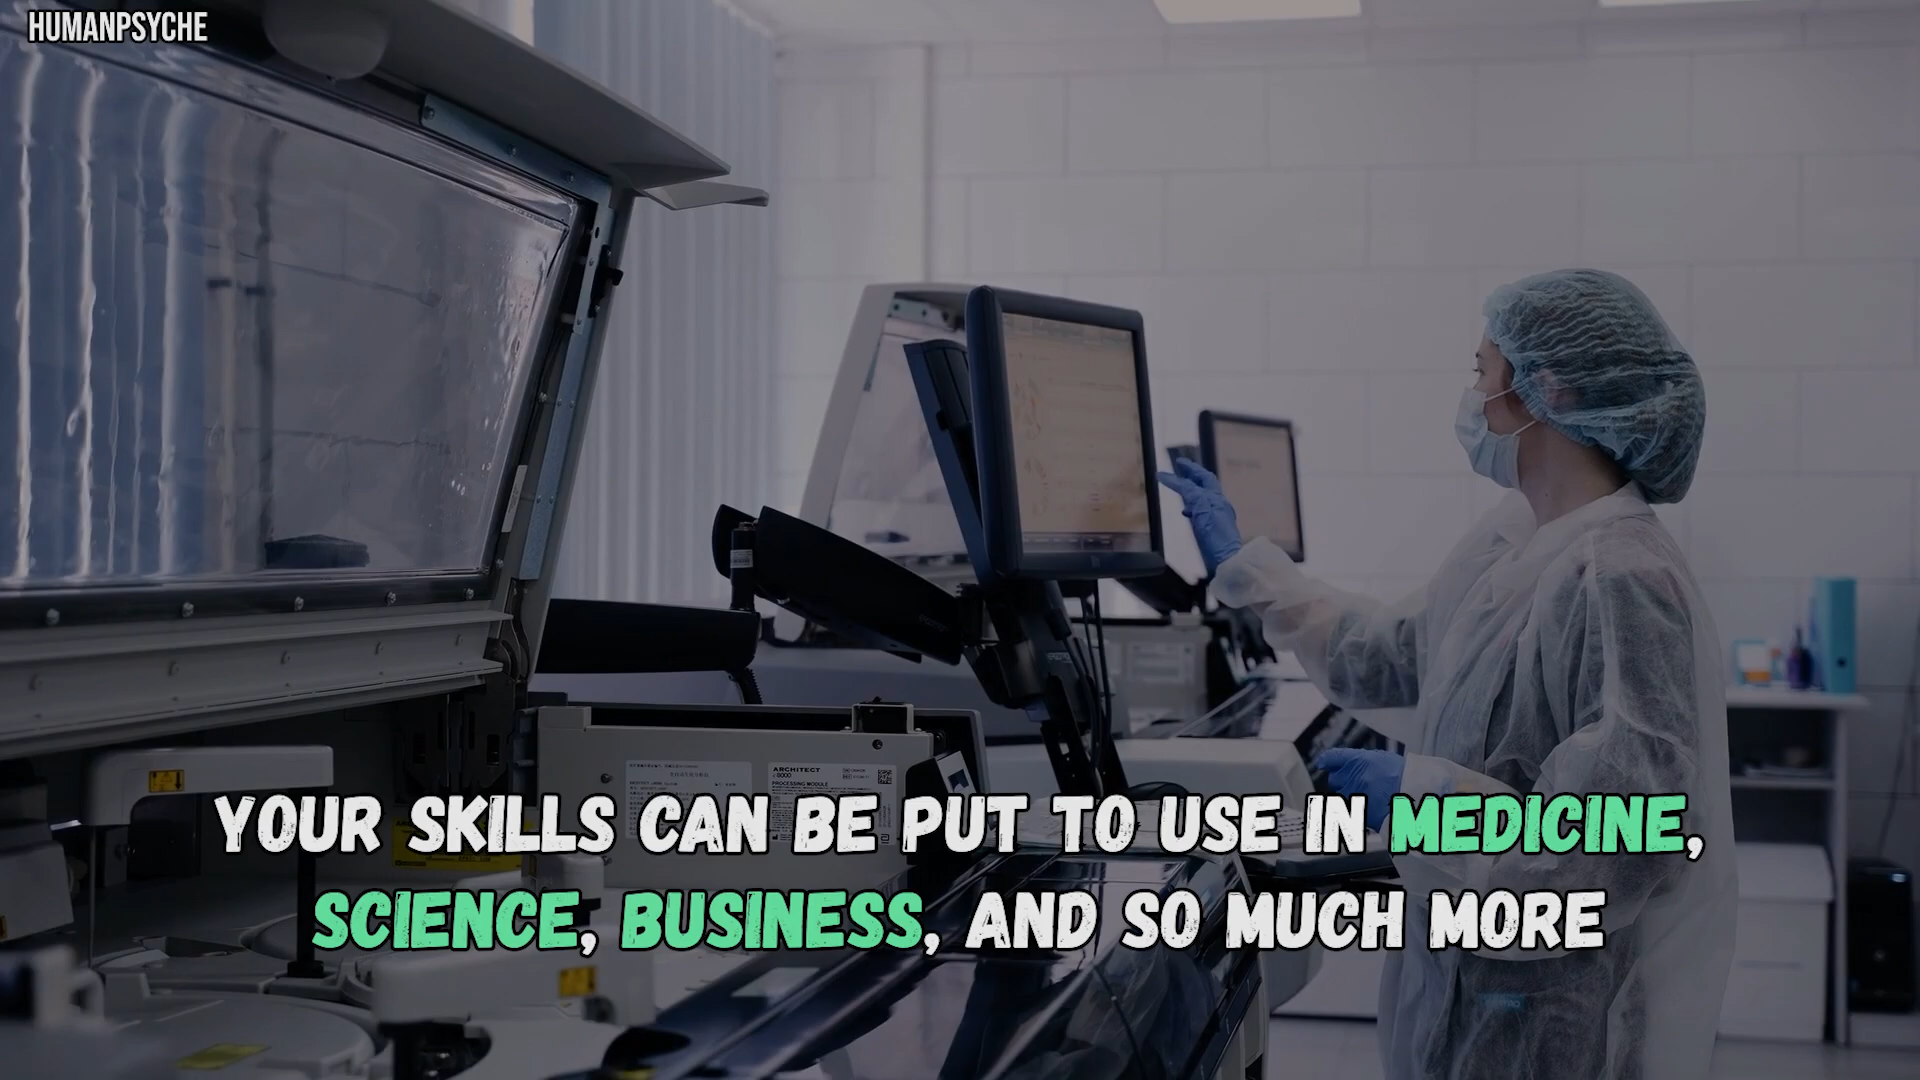 HUMANPSYCHE
ARCHITECT
c8000
PROCESSING MODULE
YOUR SKILLS CAN BE PUT TO USE IN MEDICINE,
SCIENCE, BUSINESS, AND SO MUCH MORE